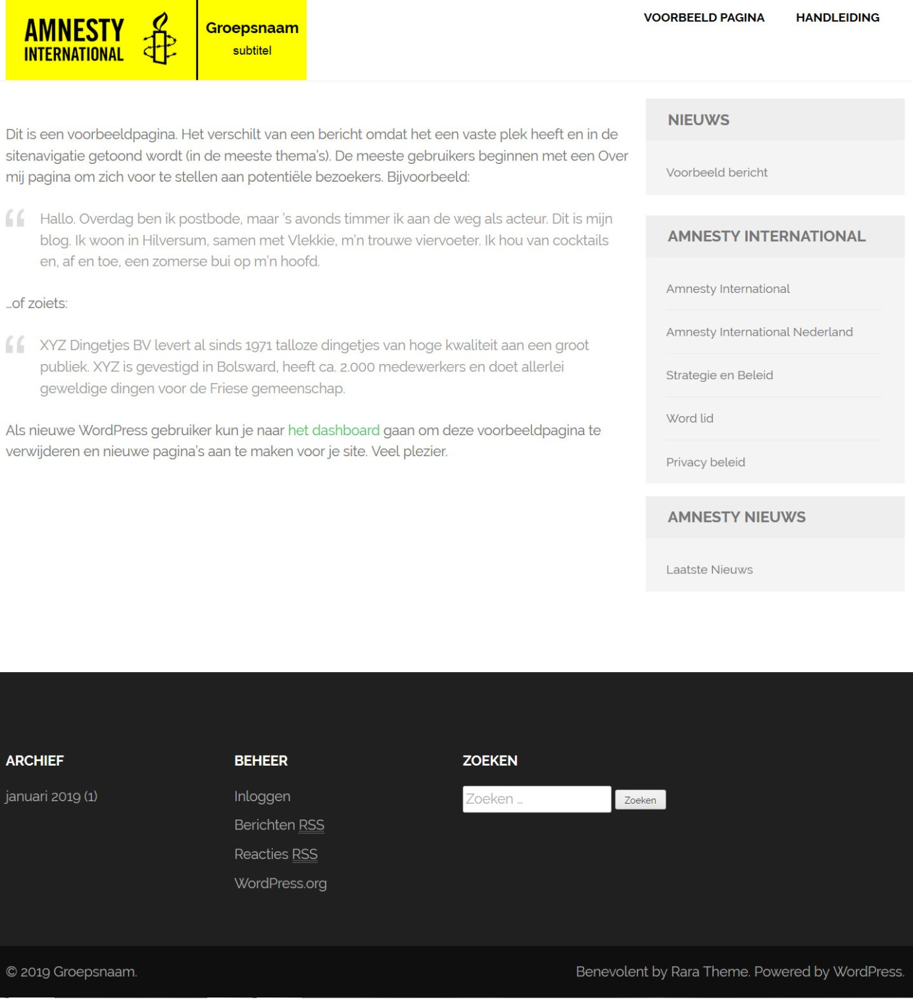 AMNESTY
INTERNATIONAL
Groepsnaam
subtitel
VOORBEELD PAGINA
HANDLEIDING
Dit is een voorbeeldpagina. Het verschilt van een bericht omdat het een vaste plek heeft en in de
sitenavigatie getoond wordt (in de meeste thema’s). De meeste gebruikers beginnen met een Over
mij pagina om zich voor te stellen aan potentiële bezoekers. Bijvoorbeeld:
Hallo. Overdag ben ik postbode, maar ’s avonds timmer ik aan de weg als acteur. Dit is mijn
blog. Ik woon in Hilversum, samen met Vlekkie, m’n trouwe viervoeter. Ik hou van cocktails
en, af en toe, een zomerse bui op m’n hoofd.
…of zoiets:
XYZ Dingetjes BV levert al sinds 1971 talloze dingetjes van hoge kwaliteit aan een groot
publiek. XYZ is gevestigd in Bolsward, heeft ca. 2.000 medewerkers en doet allerlei
geweldige dingen voor de Friese gemeenschap.
Als nieuwe WordPress gebruiker kun je naar het dashboard gaan om deze voorbeeldpagina te
verwijderen en nieuwe pagina’s aan te maken voor je site. Veel plezier.
NIEUWS
Voorbeeld bericht
AMNESTY INTERNATIONAL
Amnesty International
Amnesty International Nederland
Strategie en Beleid
Word lid
Privacy beleid
AMNESTY NIEUWS
Laatste Nieuws
ARCHIEF
januari 2019 (1)
BEHEER
Inloggen
Berichten RSS
Reacties RSS
WordPress.org
ZOEKEN
Zoeken …
Zoeken
© 2019 Groepsnaam.
Benevolent by Rara Theme. Powered by WordPress.